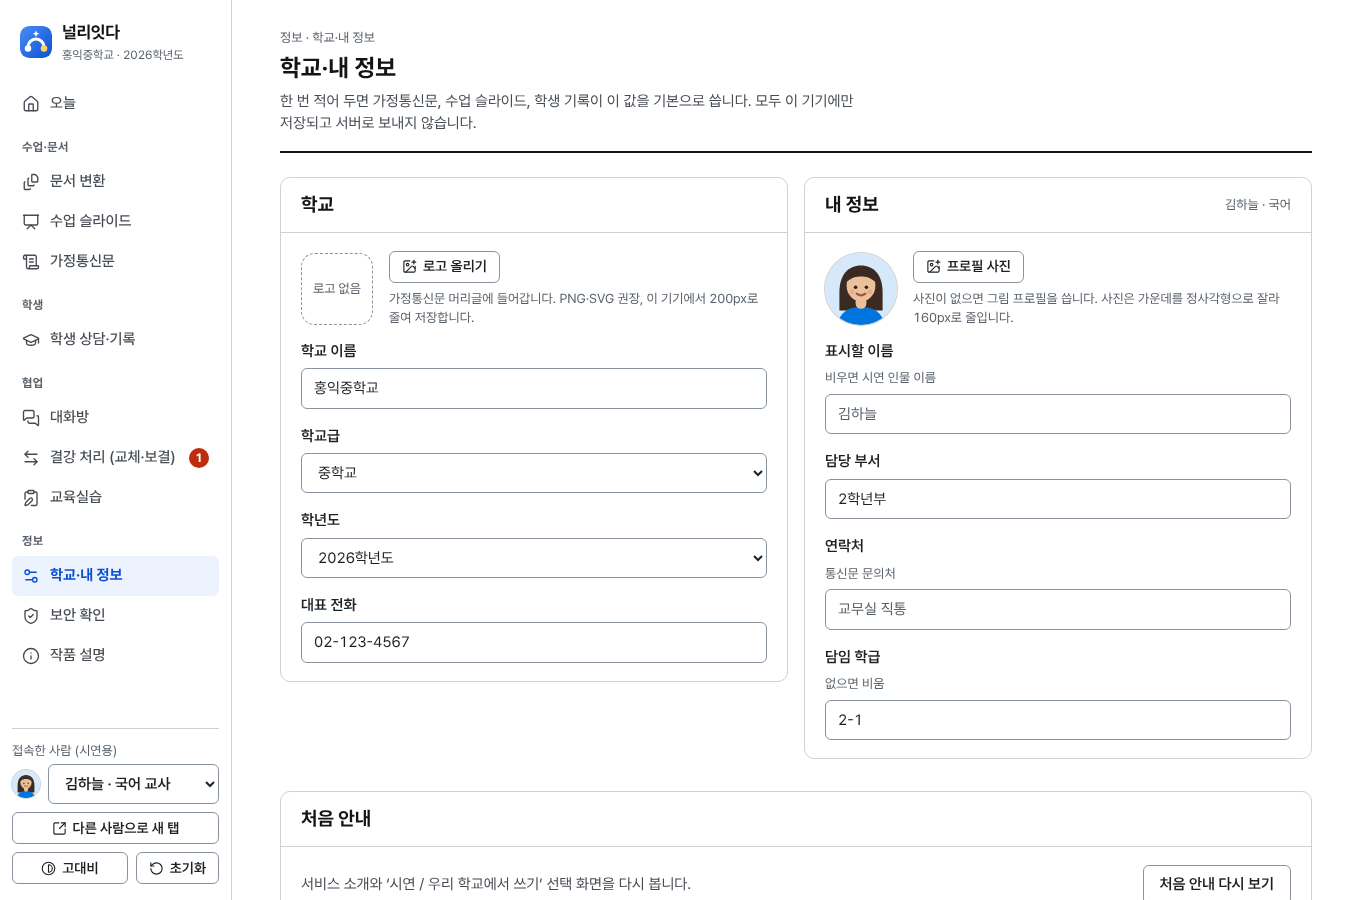 널리잇다
홍익중학교 · 2026학년도
오늘
수업·문서
문서 변환
수업 슬라이드
가정통신문
학생
학생 상담·기록
협업
대화방
결강 처리 (교체·보결)
1
교육실습
정보
학교·내 정보
보안 확인
작품 설명
접속한 사람 (시연용)
김하늘 · 국어 교사
다른 사람으로 새 탭
고대비
초기화
정보 · 학교·내 정보
학교·내 정보
한 번 적어 두면 가정통신문, 수업 슬라이드, 학생 기록이 이 값을 기본으로 씁니다. 모두 이 기기에만
저장되고 서버로 보내지 않습니다.
학교
로고 없음
로고 올리기
가정통신문 머리글에 들어갑니다. PNG·SVG 권장, 이 기기에서 200px로
줄여 저장합니다.
학교 이름
홍익중학교
학교급
중학교
학년도
2026학년도
대표 전화
02-123-4567
내 정보
김하늘 · 국어
프로필 사진
사진이 없으면 그림 프로필을 씁니다. 사진은 가운데를 정사각형으로 잘라
160px로 줄입니다.
표시할 이름
비우면 시연 인물 이름
김하늘
담당 부서
2학년부
연락처
통신문 문의처
교무실 직통
담임 학급
없으면 비움
2-1
처음 안내
서비스 소개와 ‘시연 / 우리 학교에서 쓰기’ 선택 화면을 다시 봅니다.
처음 안내 다시 보기